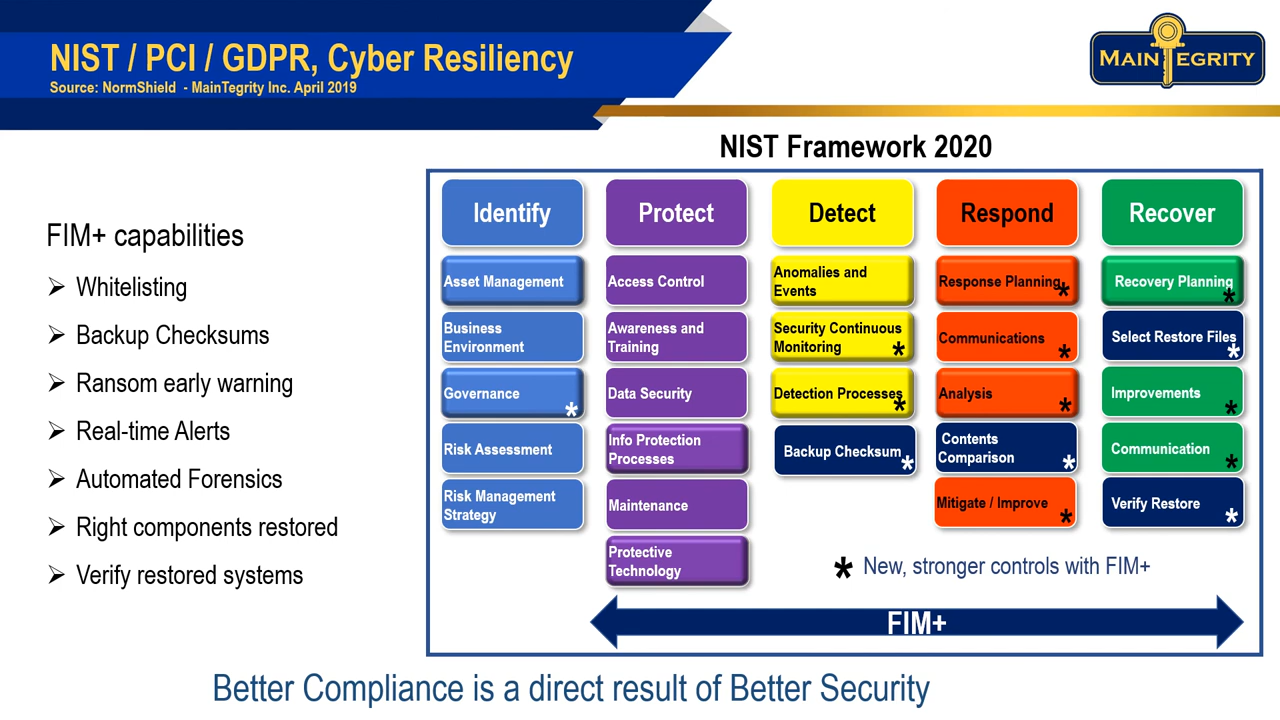 NIST / PCI / GDPR, Cyber Resiliency
Source: NormShield - MainTegrity Inc. April 2019
MAINTEGRITY
NIST Framework 2020
FIM+ capabilities
Whitelisting
Backup Checksums
Ransom early warning
Real-time Alerts
Automated Forensics
Right components restored
Verify restored systems
Identify
Asset Management
Business
Environment
Governance
*
Risk Assessment
Risk Management
Strategy
Protect
Access Control
Awareness and
Training
Data Security
Info Protection
Processes
Maintenance
Protective
Technology
Detect
Anomalies and
Events
Security Continuous
Monitoring *
Detection Processes
*
Backup Checksum
*
Respond
Response Planning
*
Communications
*
Analysis
*
Contents
Comparison *
Mitigate / Improve
*
Recover
Recovery Planning
*
Select Restore Files
*
Improvements
*
Communication
*
Verify Restore
*
* New, stronger controls with FIM+
FIM+
Better Compliance is a direct result of Better Security